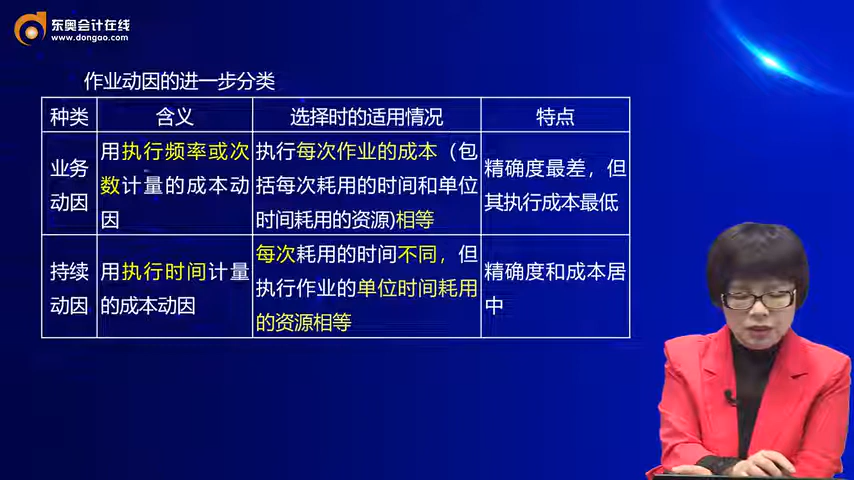 东奥会计在线
www.dongao.com
作业动因的进一步分类
种类 含义 选择时的适用情况 特点
业务
动因
用执行频率或次
数计量的成本动
因
执行每次作业的成本（包
括每次耗用的时间和单位
时间耗用的资源)相等
精确度最差，但
其执行成本最低
持续
动因
用执行时间计量
的成本动因
每次耗用的时间不同，但
执行作业的单位时间耗用
的资源相等
精确度和成本居
中